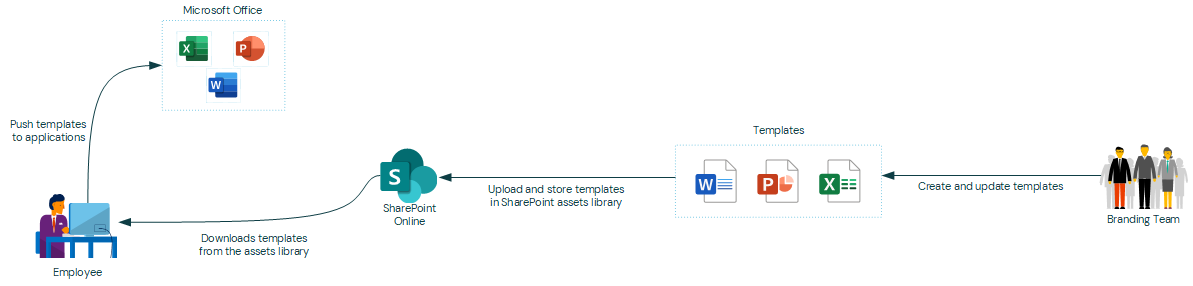 Microsoft Office
X
P
W
Push templates
to applications
Templates
W
P
X
S
SharePoint
Online
Upload and store templates
in SharePoint assets library
Create and update templates
Branding Team
Downloads templates
from the assets library
Employee